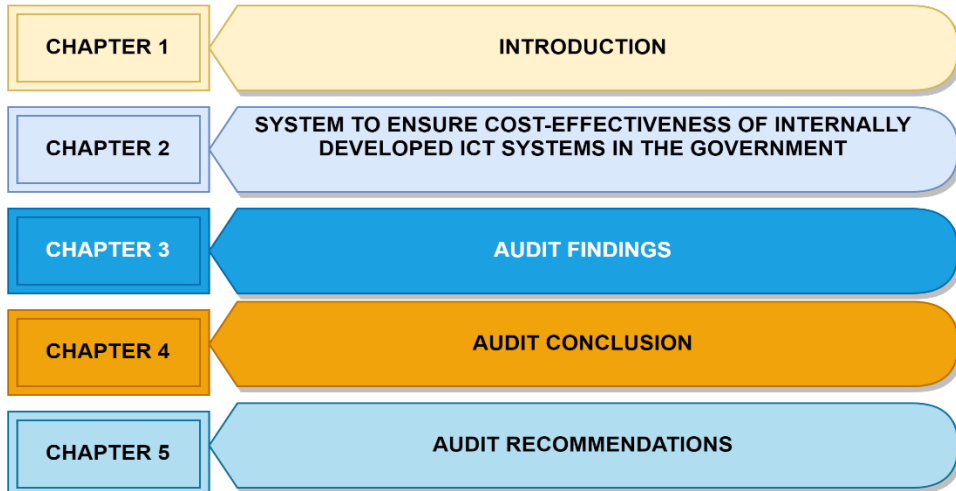 CHAPTER 1
INTRODUCTION
CHAPTER 2
SYSTEM TO ENSURE COST-EFFECTIVENESS OF INTERNALLY
DEVELOPED ICT SYSTEMS IN THE GOVERNMENT
CHAPTER 3
AUDIT FINDINGS
CHAPTER 4
AUDIT CONCLUSION
CHAPTER 5
AUDIT RECOMMENDATIONS